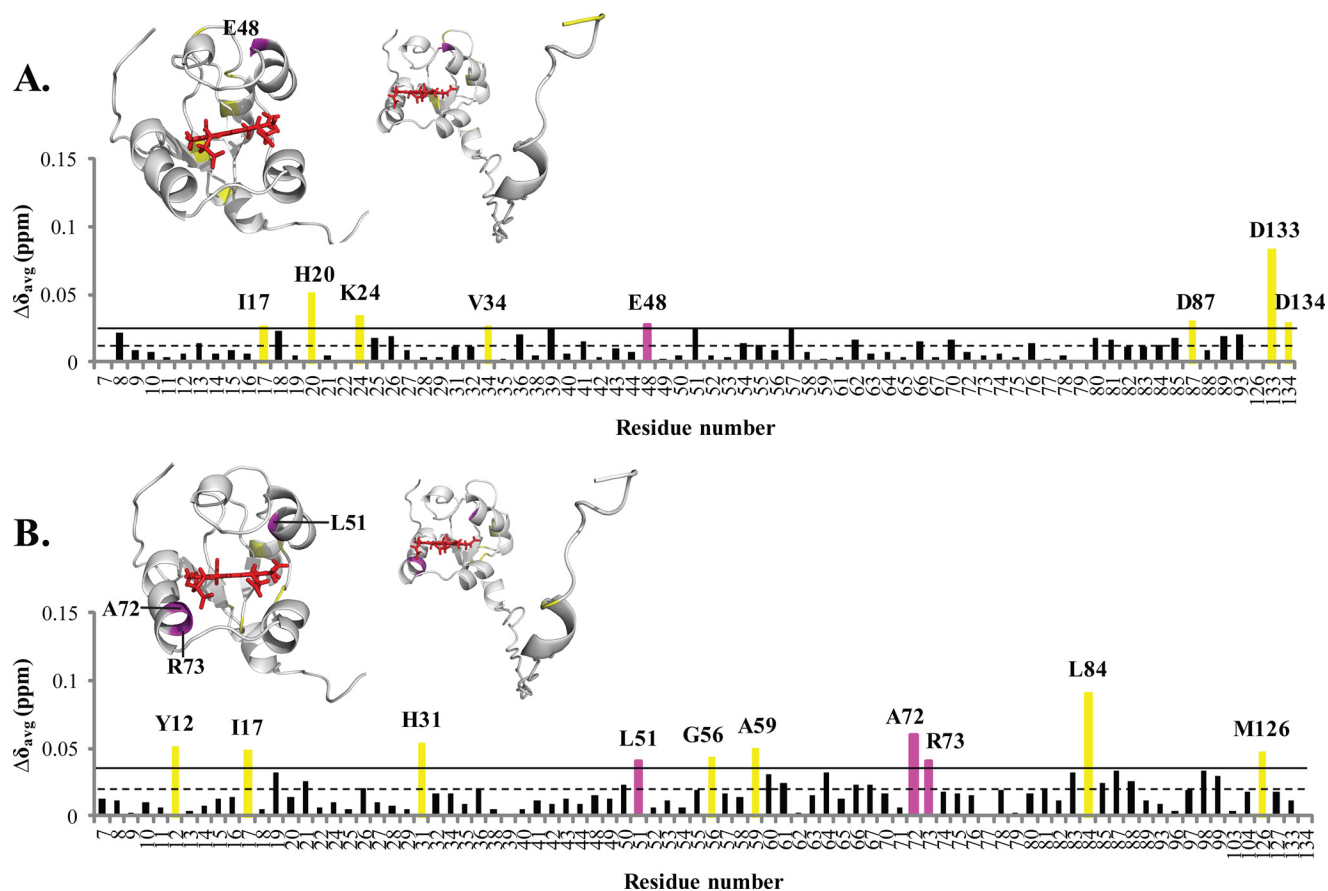 A.
E48
Δδavg (ppm)
0.15
0.1
0.05
0
I17
H20
K24
V34
E48
D87
D133
D134
7 8 9 10 11 12 13 14 15 16 17 18 19 20 21 22 24 25 26 27 28 29 31 32 34 35 36 38 39 40 41 42 43 44 48 49 50 51 52 53 54 55 56 57 58 59 61 62 63 64 65 66 67 70 72 73 74 75 76 77 78 79 80 81 82 83 84 85 87 88 89 93 126 133 134
Residue number
B.
L51
A72
R73
Δδavg (ppm)
0.15
0.1
0.05
0
Y12
I17
H31
L51
G56
A59
A72
R73
L84
M126
7 8 9 10 11 12 13 14 15 16 17 18 19 20 21 22 24 25 26 27 28 29 31 32 34 35 36 38 39 40 41 42 43 44 48 49 50 51 52 53 54 55 56 57 58 59 60 61 62 63 64 65 66 67 70 71 72 73 74 75 76 77 78 79 80 81 82 83 84 85 87 88 89 93 96 97 98 99 103 104 126 127 133 134
Residue number